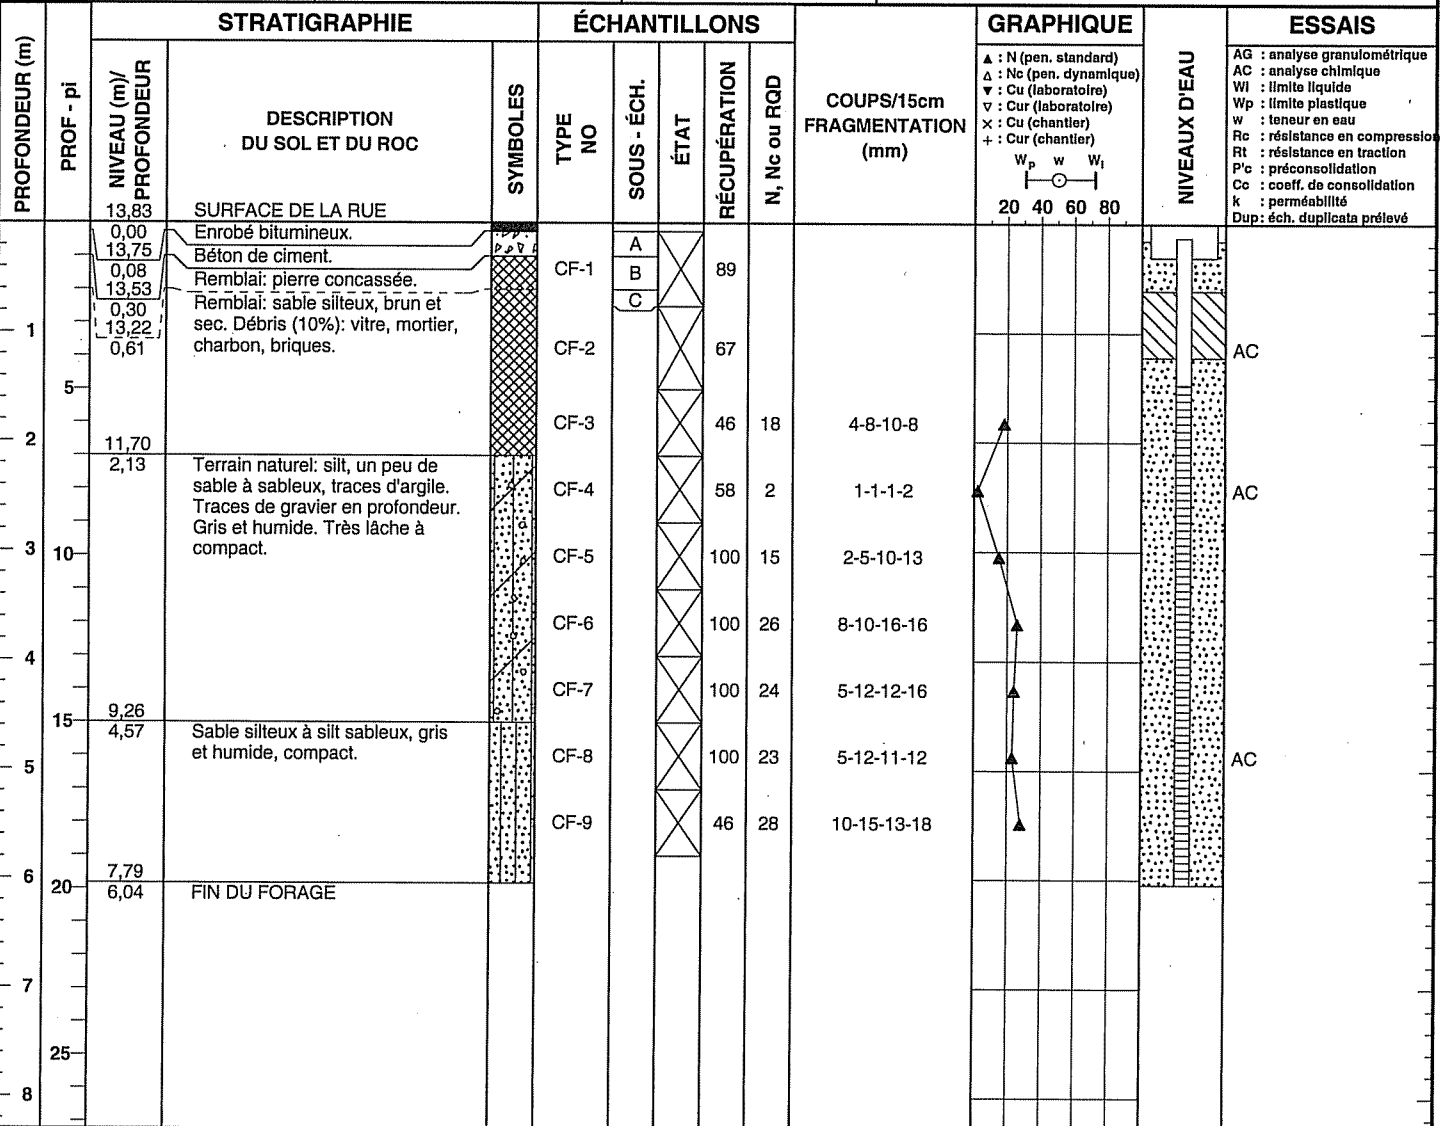 PROFONDEUR (m)
PROF - pi
STRATIGRAPHIE
NIVEAU (m)/
PROFONDEUR
DESCRIPTION
DU SOL ET DU ROC
SYMBOLES
ÉCHANTILLONS
TYPE
NO
SOUS - ÉCH.
ÉTAT
RÉCUPÉRATION
N, Nc ou RQD
COUPS/15cm
FRAGMENTATION
(mm)
GRAPHIQUE
▲ : N (pen. standard)
△ : Nc (pen. dynamique)
▼ : Cu (laboratoire)
▽ : Cur (laboratoire)
× : Cu (chantier)
+ : Cur (chantier)
Wp w Wl
20 40 60 80
NIVEAUX D'EAU
ESSAIS
AG : analyse granulométrique
AC : analyse chimique
Wl : limite liquide
Wp : limite plastique
w : teneur en eau
Rc : résistance en compression
Rt : résistance en traction
P'c : préconsolidation
Cc : coeff. de consolidation
k : perméabilité
Dup: éch. duplicata prélevé
13,83 SURFACE DE LA RUE
0,00 Enrobé bitumineux.
13,75 Béton de ciment.
0,08
13,53 Remblai: pierre concassée.
0,30 Remblai: sable silteux, brun et
13,22 sec. Débris (10%): vitre, mortier,
0,61 charbon, briques.
A
CF-1 B 89
C
1
CF-2 67 AC
5
CF-3 46 18 4-8-10-8
2 11,70
2,13 Terrain naturel: silt, un peu de
sable à sableux, traces d'argile.
Traces de gravier en profondeur.
Gris et humide. Très lâche à
compact.
CF-4 58 2 1-1-1-2 AC
3 10 CF-5 100 15 2-5-10-13
CF-6 100 26 8-10-16-16
4
CF-7 100 24 5-12-12-16
15 9,26
4,57 Sable silteux à silt sableux, gris
et humide, compact.
5 CF-8 100 23 5-12-11-12 AC
CF-9 46 28 10-15-13-18
6 20 7,79
6,04 FIN DU FORAGE
7
25
8